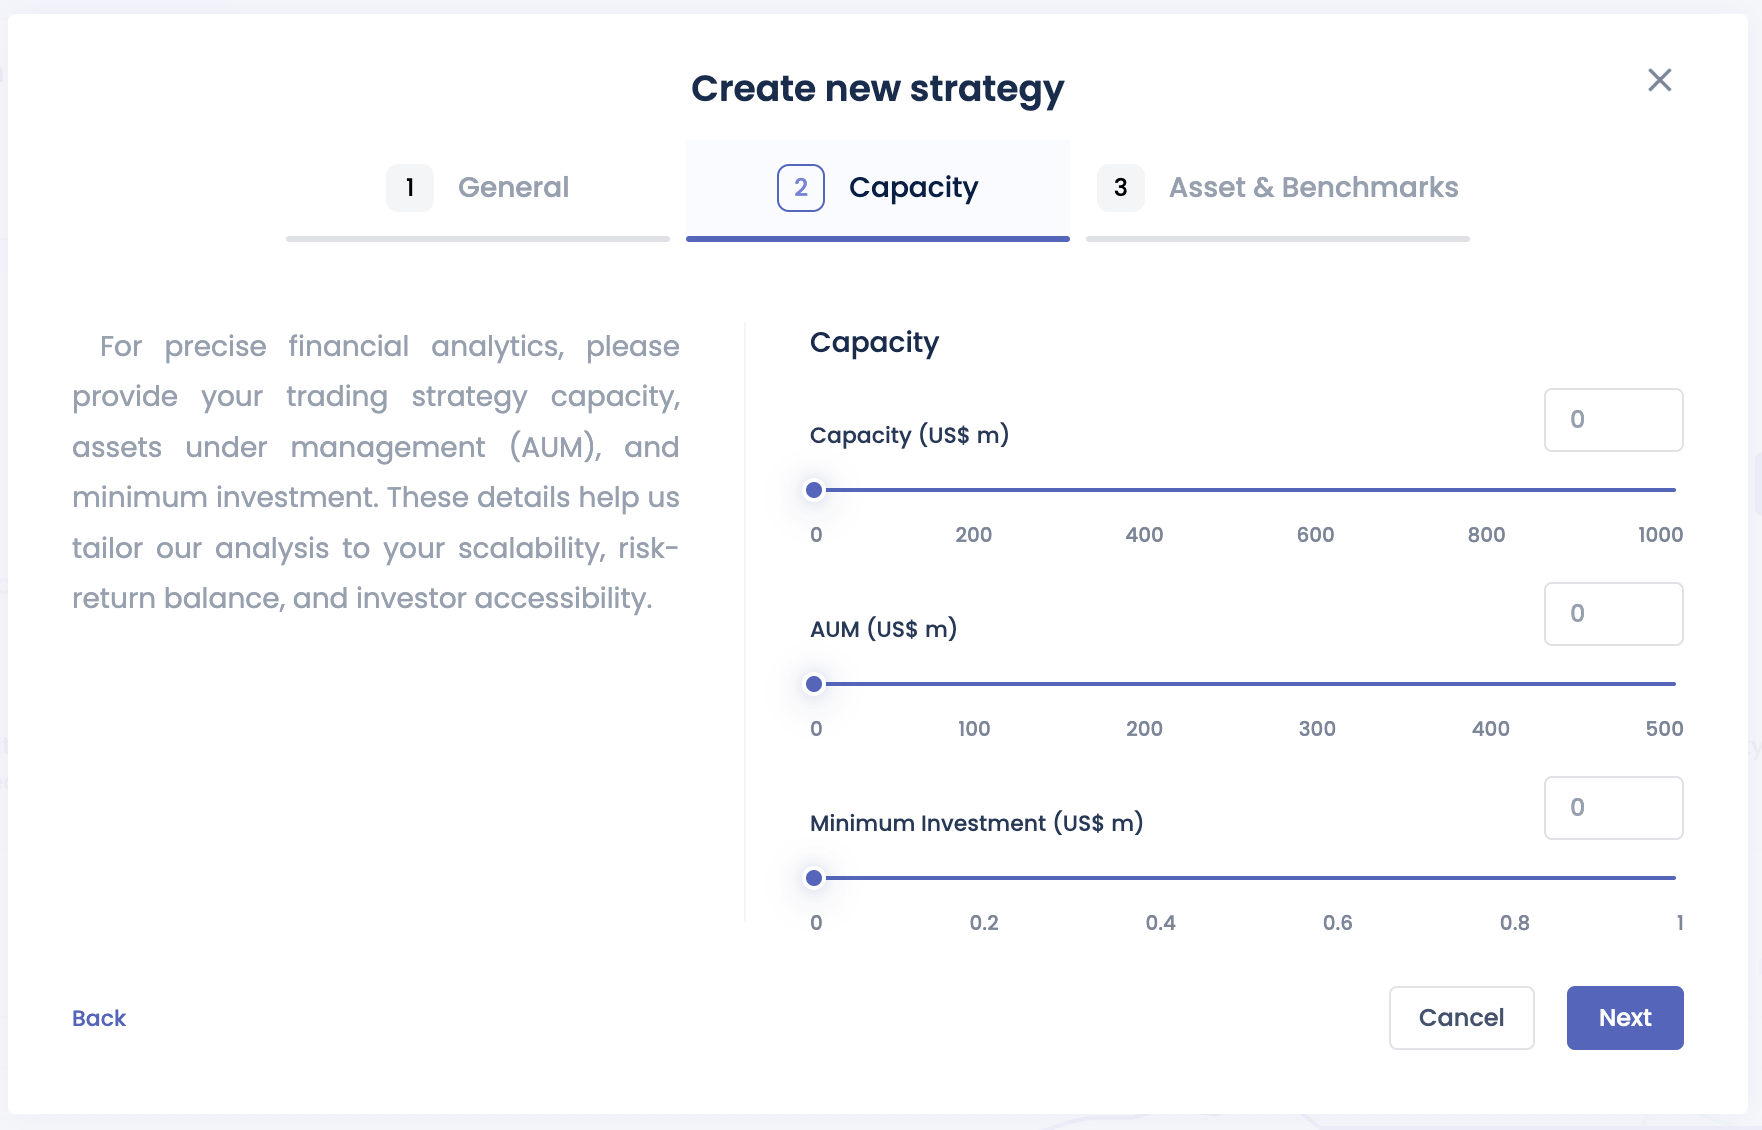 Create new strategy
1 General
2 Capacity
3 Asset & Benchmarks
For precise financial analytics, please
provide your trading strategy capacity,
assets under management (AUM), and
minimum investment. These details help us
tailor our analysis to your scalability, risk-
return balance, and investor accessibility.
Capacity
Capacity (US$ m)
0
0 200 400 600 800 1000
AUM (US$ m)
0
0 100 200 300 400 500
Minimum Investment (US$ m)
0
0 0.2 0.4 0.6 0.8 1
Back
Cancel
Next